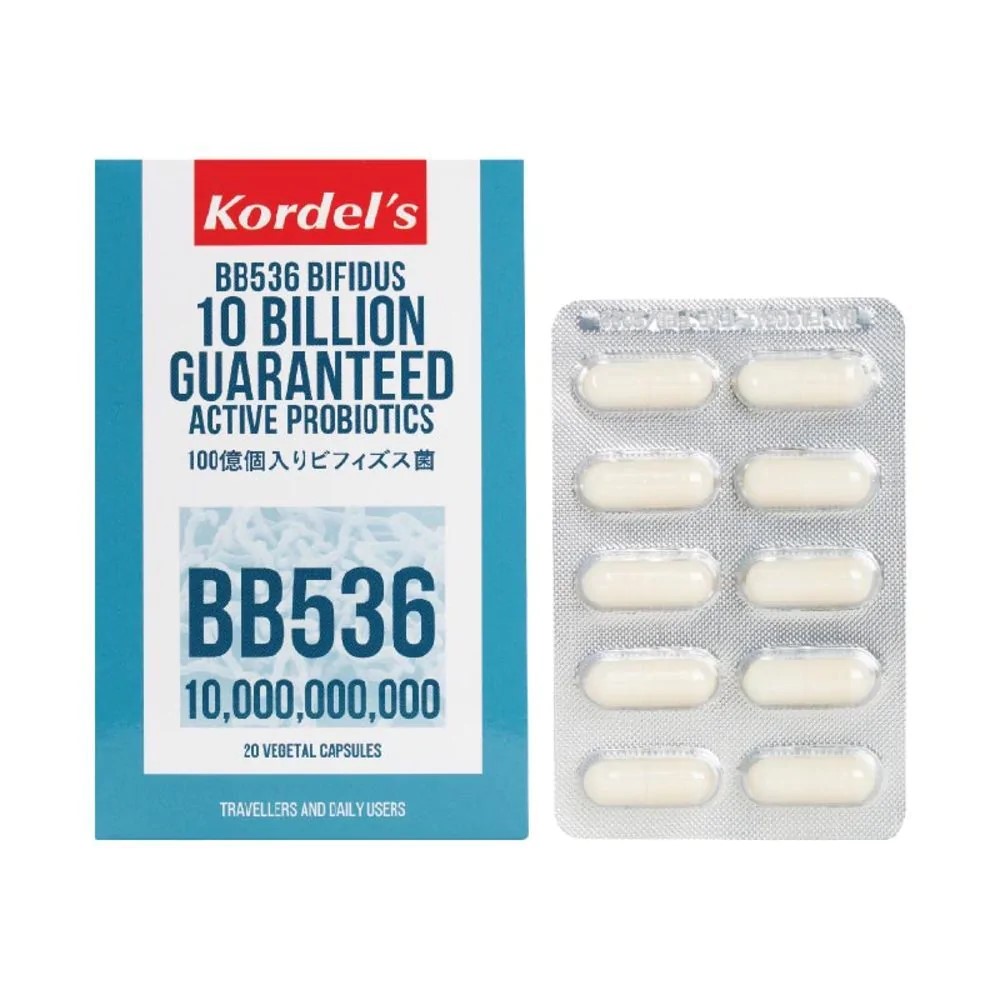 Kordel's
BB536 BIFIDUS
10 BILLION
GUARANTEED
ACTIVE PROBIOTICS
100億個入りビフィズス菌
BB536
10,000,000,000
20 VEGETAL CAPSULES
TRAVELLERS AND DAILY USERS